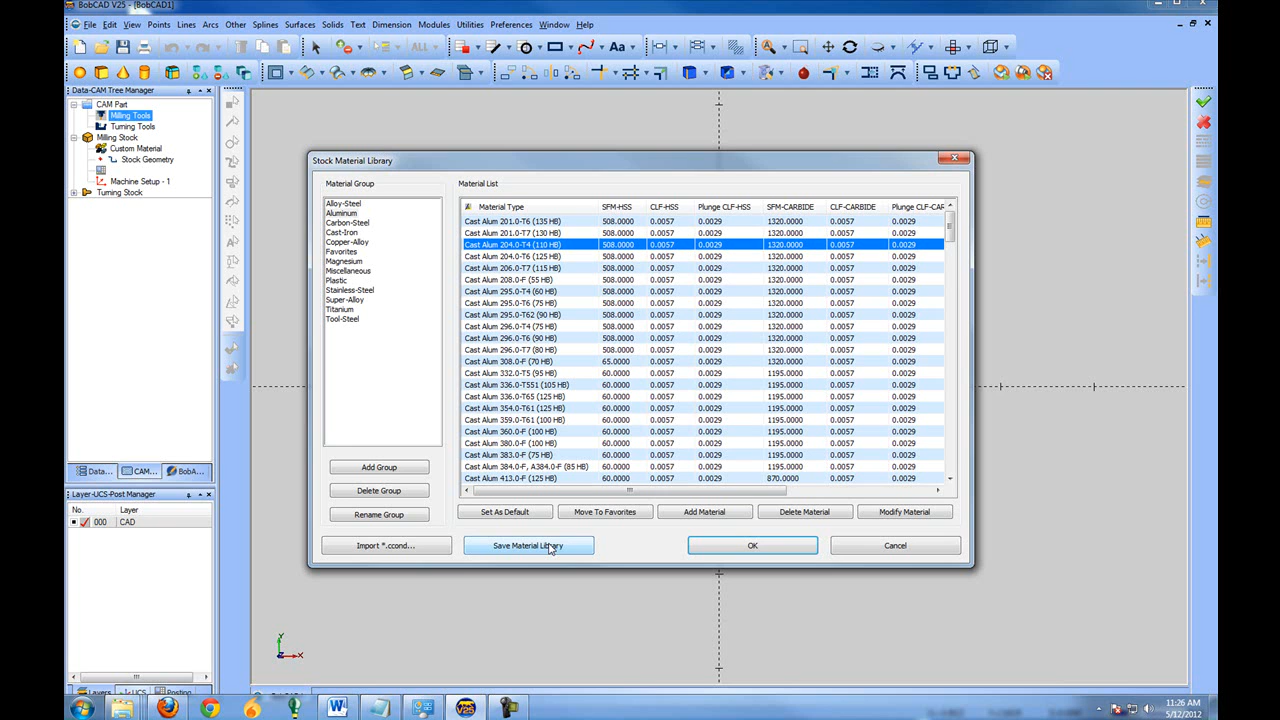 BobCAD V25 - [BobCAD1]
File Edit View Points Lines Arcs Other Splines Surfaces Solids Text Dimension Modules Utilities Preferences Window Help
ALL
Aa
Data-CAM Tree Manager
CAM Part
Milling Tools
Turning Tools
Milling Stock
Custom Material
Stock Geometry
Machine Setup - 1
Turning Stock
Data... CAM... BobA...
Layer-UCS-Post Manager
No. Layer
000 CAD
Layers UCS Posting
Stock Material Library
Material Group
Alloy-Steel
Aluminum
Carbon-Steel
Cast-Iron
Copper-Alloy
Favorites
Magnesium
Miscellaneous
Plastic
Stainless-Steel
Super-Alloy
Titanium
Tool-Steel
Add Group
Delete Group
Rename Group
Material List
Material Type SFM-HSS CLF-HSS Plunge CLF-HSS SFM-CARBIDE CLF-CARBIDE Plunge CLF-CAR
Cast Alum 201.0-T6 (135 HB) 508.0000 0.0057 0.0029 1320.0000 0.0057 0.0029
Cast Alum 201.0-T7 (130 HB) 508.0000 0.0057 0.0029 1320.0000 0.0057 0.0029
Cast Alum 204.0-T4 (110 HB) 508.0000 0.0057 0.0029 1320.0000 0.0057 0.0029
Cast Alum 204.0-T6 (125 HB) 508.0000 0.0057 0.0029 1320.0000 0.0057 0.0029
Cast Alum 206.0-T7 (115 HB) 508.0000 0.0057 0.0029 1320.0000 0.0057 0.0029
Cast Alum 208.0-F (55 HB) 508.0000 0.0057 0.0029 1320.0000 0.0057 0.0029
Cast Alum 295.0-T4 (60 HB) 508.0000 0.0057 0.0029 1320.0000 0.0057 0.0029
Cast Alum 295.0-T6 (75 HB) 508.0000 0.0057 0.0029 1320.0000 0.0057 0.0029
Cast Alum 295.0-T62 (90 HB) 508.0000 0.0057 0.0029 1320.0000 0.0057 0.0029
Cast Alum 296.0-T4 (75 HB) 508.0000 0.0057 0.0029 1320.0000 0.0057 0.0029
Cast Alum 296.0-T6 (90 HB) 508.0000 0.0057 0.0029 1320.0000 0.0057 0.0029
Cast Alum 296.0-T7 (80 HB) 508.0000 0.0057 0.0029 1320.0000 0.0057 0.0029
Cast Alum 308.0-F (70 HB) 65.0000 0.0057 0.0029 1320.0000 0.0057 0.0029
Cast Alum 332.0-T5 (95 HB) 60.0000 0.0057 0.0029 1195.0000 0.0057 0.0029
Cast Alum 336.0-T551 (105 HB) 60.0000 0.0057 0.0029 1195.0000 0.0057 0.0029
Cast Alum 336.0-T65 (125 HB) 60.0000 0.0057 0.0029 1195.0000 0.0057 0.0029
Cast Alum 354.0-T61 (125 HB) 60.0000 0.0057 0.0029 1195.0000 0.0057 0.0029
Cast Alum 359.0-T61 (100 HB) 60.0000 0.0057 0.0029 1195.0000 0.0057 0.0029
Cast Alum 360.0-F (100 HB) 60.0000 0.0057 0.0029 1195.0000 0.0057 0.0029
Cast Alum 380.0-F (100 HB) 60.0000 0.0057 0.0029 1195.0000 0.0057 0.0029
Cast Alum 383.0-F (75 HB) 60.0000 0.0057 0.0029 1195.0000 0.0057 0.0029
Cast Alum 384.0-F, A384.0-F (85 HB) 60.0000 0.0057 0.0029 1195.0000 0.0057 0.0029
Cast Alum 413.0-F (125 HB) 60.0000 0.0057 0.0029 870.0000 0.0057 0.0029
Set As Default Move To Favorites Add Material Delete Material Modify Material
Import *.ccond... Save Material Library OK Cancel
Y
X
V25
11:26 AM
5/12/2012